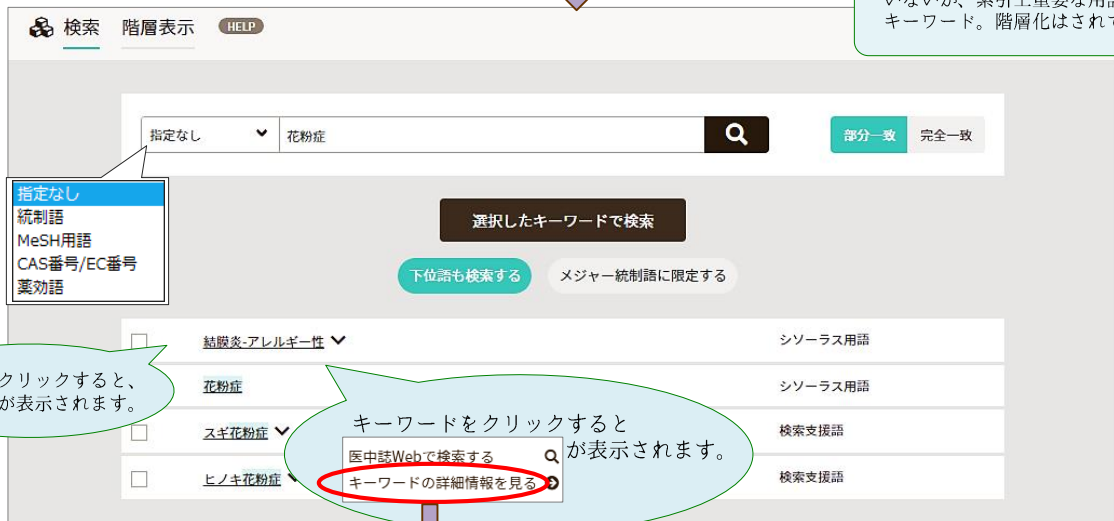 いないが、索引上重要な用語
キーワード。階層化はされて
検索 階層表示 HELP
指定なし 花粉症 部分一致 完全一致
指定なし
統制語
MeSH用語
CAS番号/EC番号
薬効語
選択したキーワードで検索
下位語も検索する メジャー統制語に限定する
結膜炎-アレルギー性 シソーラス用語
クリックすると、
が表示されます。
花粉症 シソーラス用語
スギ花粉症 検索支援語
ヒノキ花粉症 検索支援語
キーワードをクリックすると
が表示されます。
医中誌Webで検索する
キーワードの詳細情報を見る